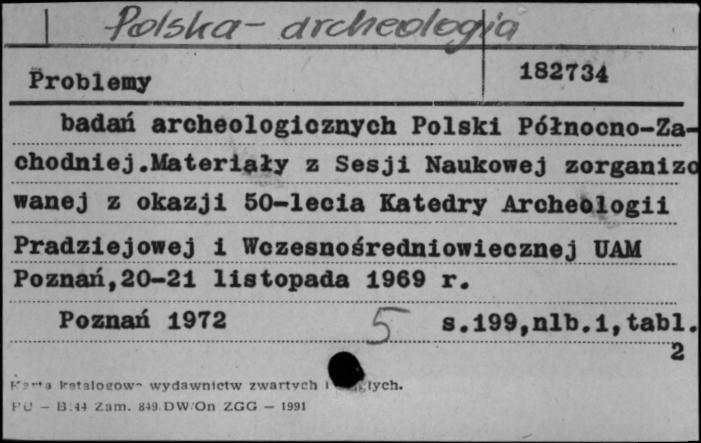 Polska - archeologia
Problemy 182734
badań archeologicznych Polski Północno-Za-
chodniej.Materiały z Sesji Naukowej zorganizo
wanej z okazji 50-lecia Katedry Archeologii
Pradziejowej i Wczesnośredniowiecznej UAM
Poznań,20-21 listopada 1969 r.
Poznań 1972 5 s.199,nlb.1,tabl.
2
Karta katalogowa wydawnictw zwartych i
PU - B.44 Zam. 849 DW/On ZGG - 1991